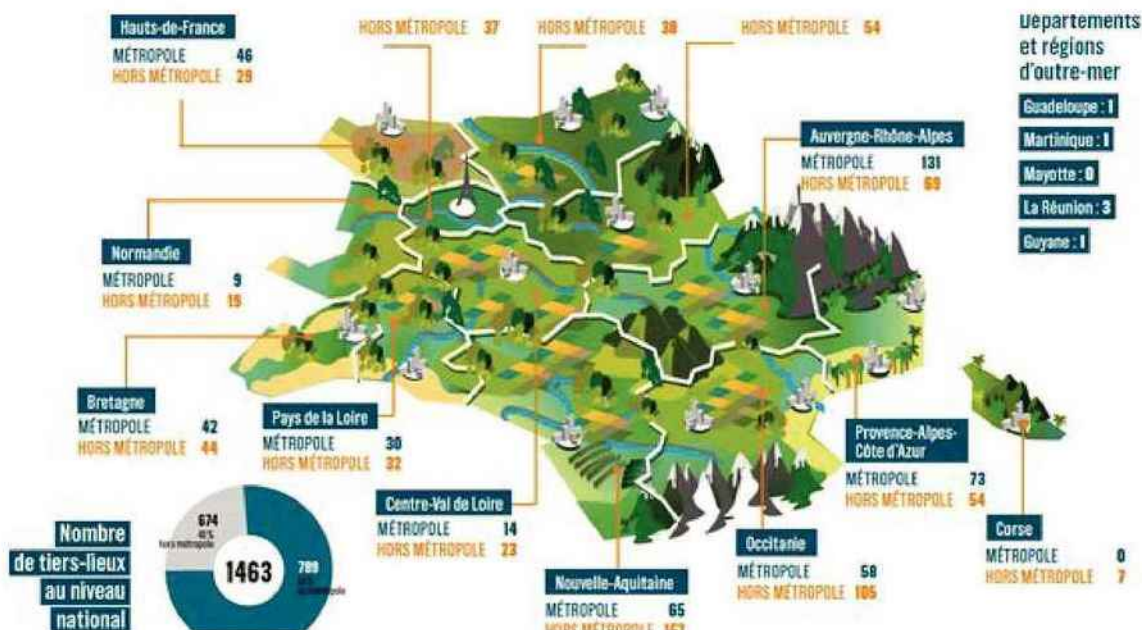 Hauts-de-France
MÉTROPOLE 46
HORS MÉTROPOLE 29
HORS MÉTROPOLE 37
HORS MÉTROPOLE 38
HORS MÉTROPOLE 54
Départements
et régions
d'outre-mer
Guadeloupe : 1
Martinique : 1
Mayotte : 0
La Réunion : 3
Guyane : 1
Auvergne-Rhône-Alpes
MÉTROPOLE 131
HORS MÉTROPOLE 69
Normandie
MÉTROPOLE 9
HORS MÉTROPOLE 19
Bretagne
MÉTROPOLE 42
HORS MÉTROPOLE 44
Pays de la Loire
MÉTROPOLE 30
HORS MÉTROPOLE 32
Centre-Val de Loire
MÉTROPOLE 14
HORS MÉTROPOLE 23
Nouvelle-Aquitaine
MÉTROPOLE 65
HORS MÉTROPOLE
Occitanie
MÉTROPOLE 58
HORS MÉTROPOLE 105
Provence-Alpes-
Côte d'Azur
MÉTROPOLE 73
HORS MÉTROPOLE 54
Corse
MÉTROPOLE 0
HORS MÉTROPOLE 7
Nombre
de tiers-lieux
au niveau
national
674
hors métropole
1463
789